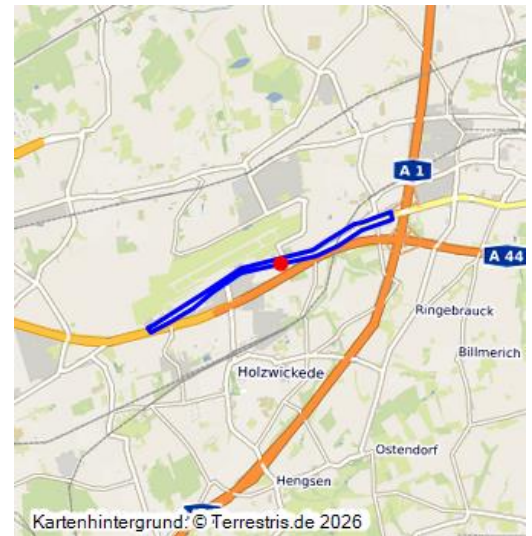 A 1
A 44
Ringebrauck
Billmerich
Holzwickede
Ostendorf
Hengsen
Kartenhintergrund: © Terrestris.de 2026